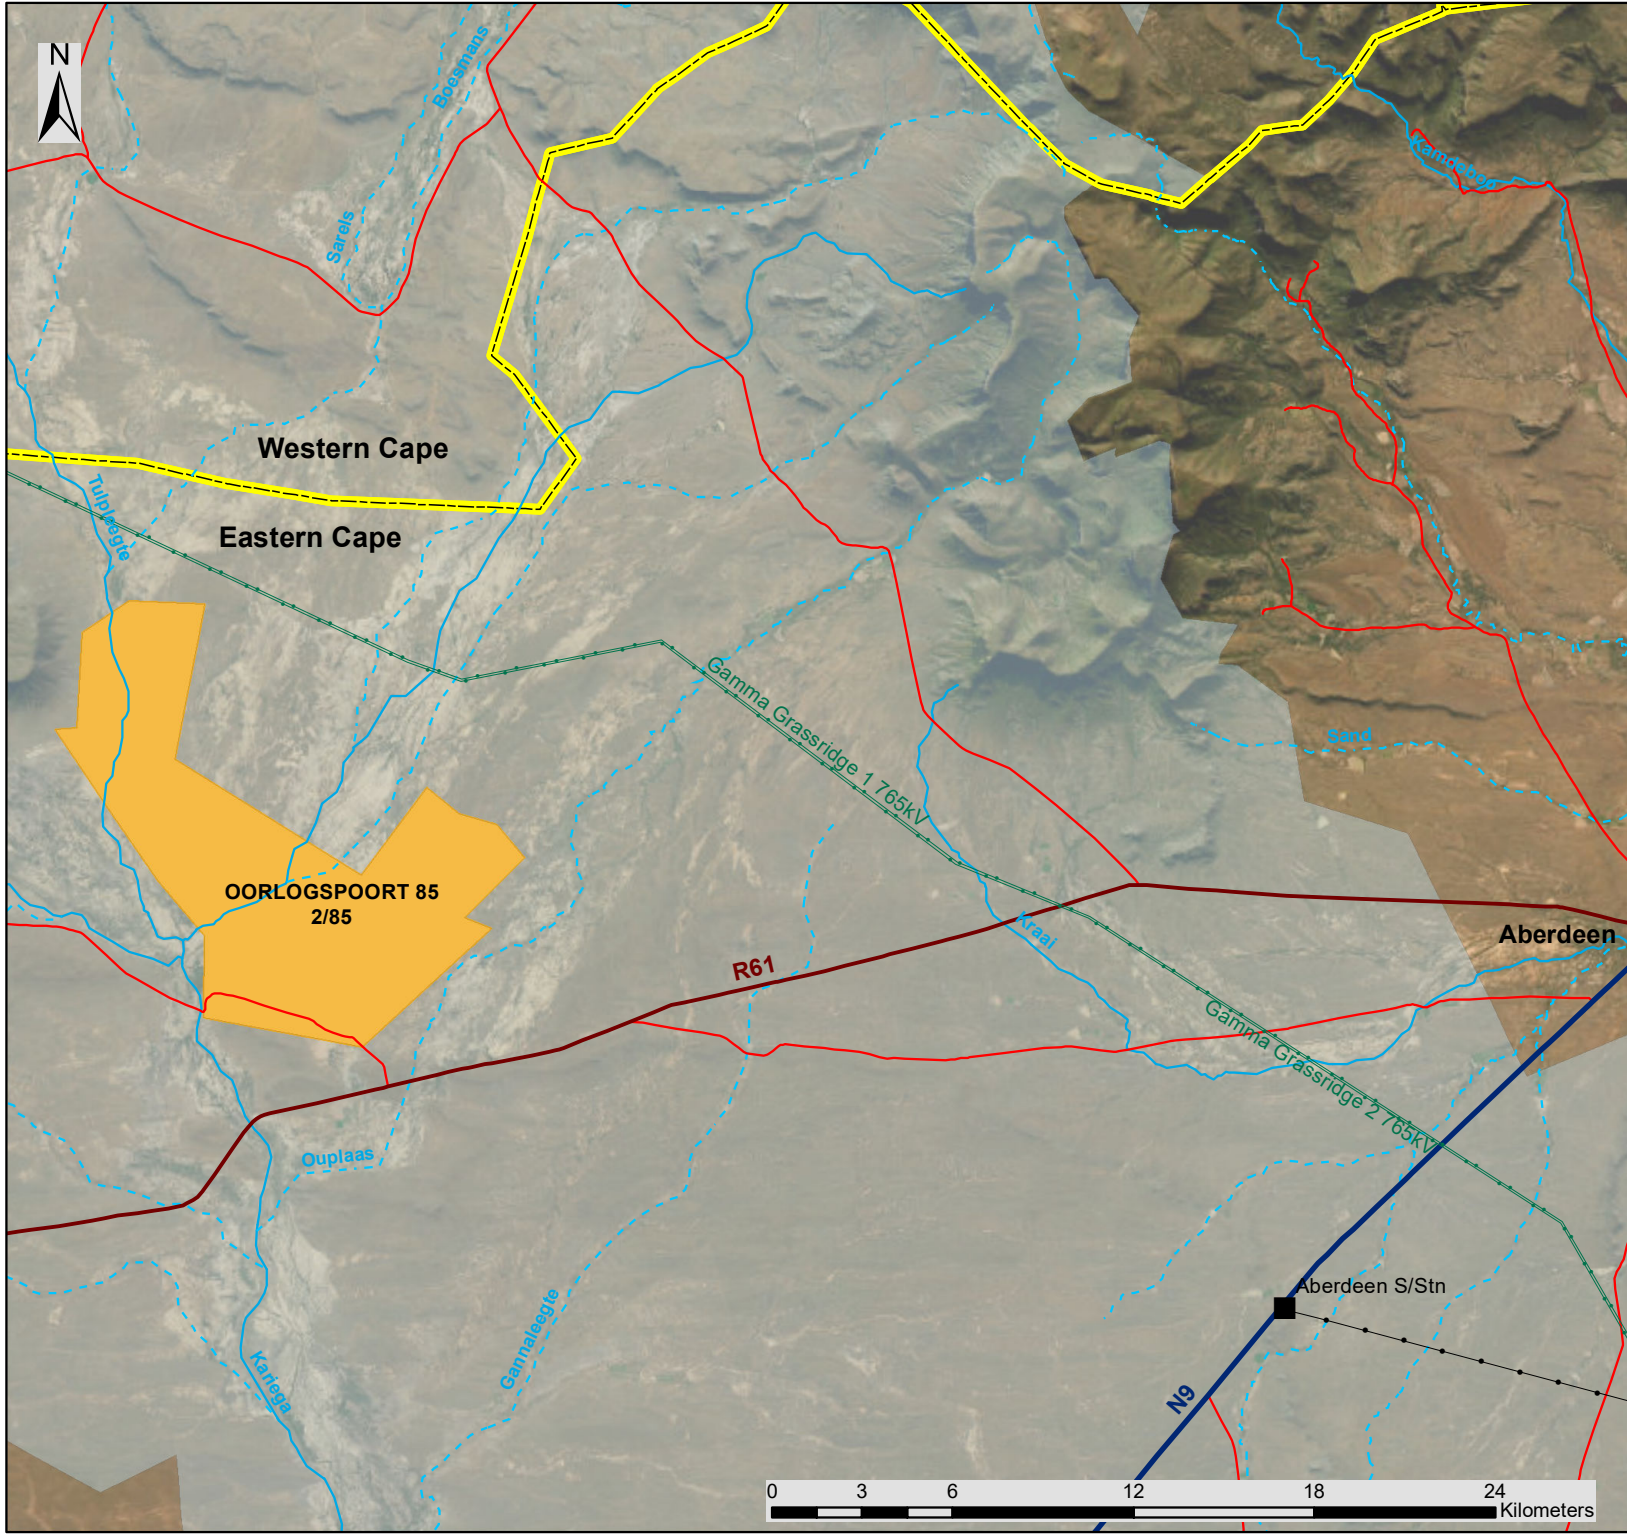 N
Boesmans
Sarels
Kamdeboo
Western Cape
Tulpleegte
Eastern Cape
Gamma Grassridge 1 765kV
Sand
OORLOGSPOORT 85
2/85
Kraai
Aberdeen
R61
Gamma Grassridge 2 765kV
Ouplaas
Aberdeen S/Stn
Gannaleegte
Kariega
N9
0 3 6 12 18 24
Kilometers